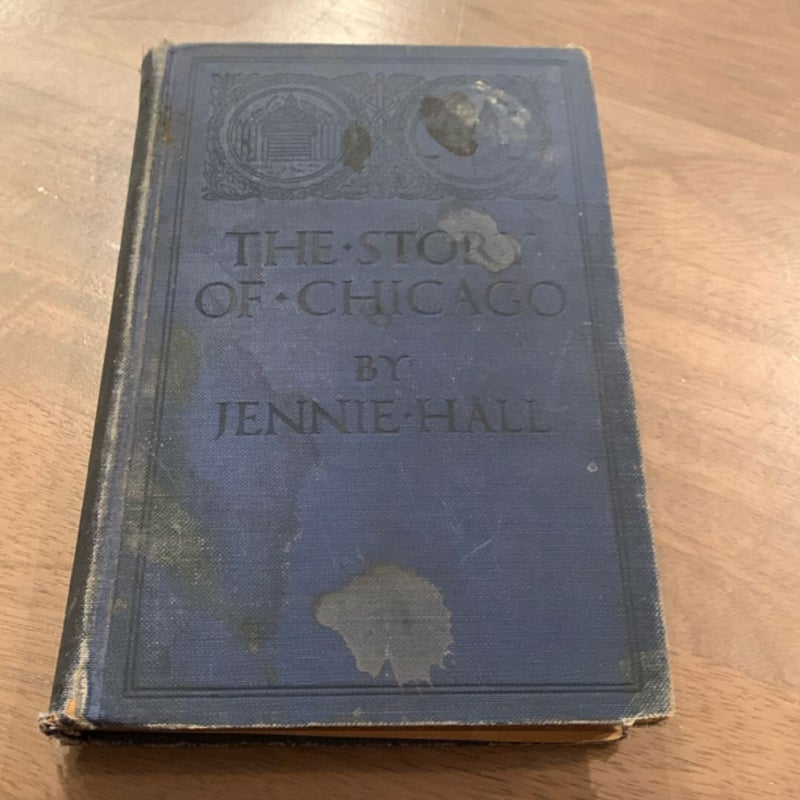 THE·STORY
OF·CHICAGO
BY
JENNIE·HALL